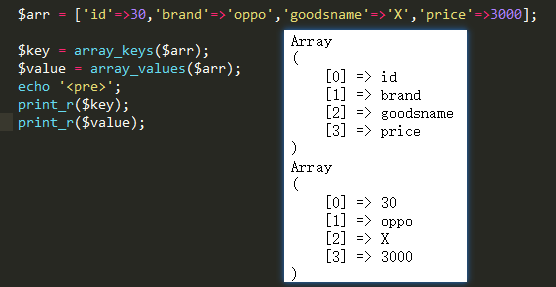 $arr = ['id'=>30,'brand'=>'oppo','goodsname'=>'X','price'=>3000];
$key = array_keys($arr);
$value = array_values($arr);
echo '<pre>';
print_r($key);
print_r($value);
Array
(
    [0] => id
    [1] => brand
    [2] => goodsname
    [3] => price
)
Array
(
    [0] => 30
    [1] => oppo
    [2] => X
    [3] => 3000
)